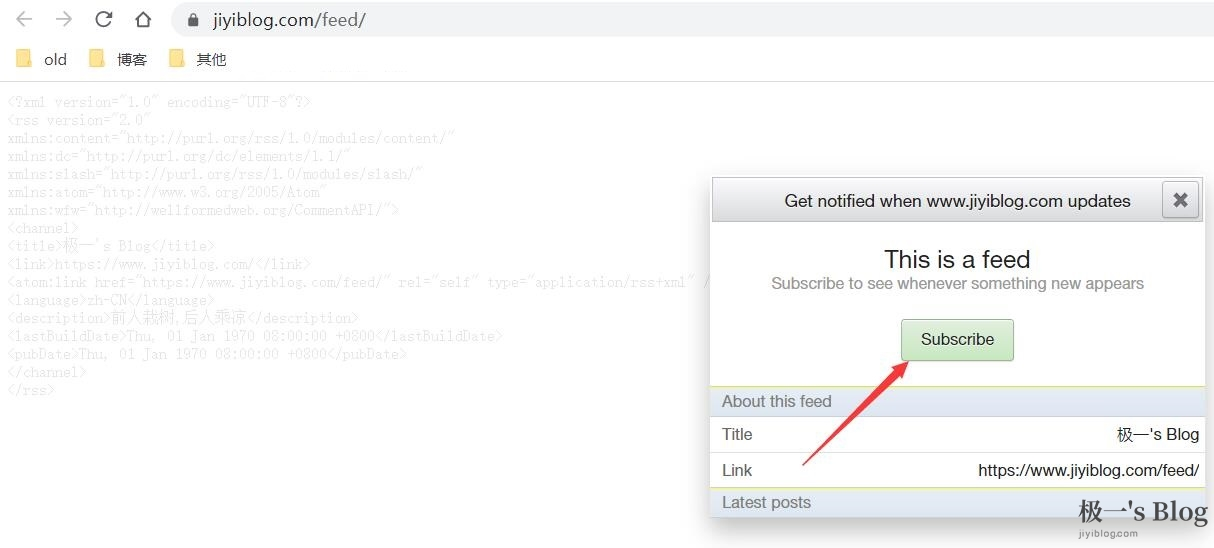 jiyiblog.com/feed/
old 博客 其他
<?xml version="1.0" encoding="UTF-8"?>
<rss version="2.0"
xmlns:content="http://purl.org/rss/1.0/modules/content/"
xmlns:dc="http://purl.org/dc/elements/1.1/"
xmlns:slash="http://purl.org/rss/1.0/modules/slash/"
xmlns:atom="http://www.w3.org/2005/Atom"
xmlns:wfw="http://wellformedweb.org/CommentAPI/">
<channel>
<title>极一's Blog</title>
<link>https://www.jiyiblog.com/</link>
<atom:link href="https://www.jiyiblog.com/feed/" rel="self" type="application/rss+xml" /
<language>zh-CN</language>
<description>前人栽树,后人乘凉</description>
<lastBuildDate>Thu, 01 Jan 1970 08:00:00 +0800</lastBuildDate>
<pubDate>Thu, 01 Jan 1970 08:00:00 +0800</pubDate>
</channel>
</rss>
Get notified when www.jiyiblog.com updates
This is a feed
Subscribe to see whenever something new appears
Subscribe
About this feed
Title 极一's Blog
Link https://www.jiyiblog.com/feed/
Latest posts
极一's Blog
jiyiblog.com